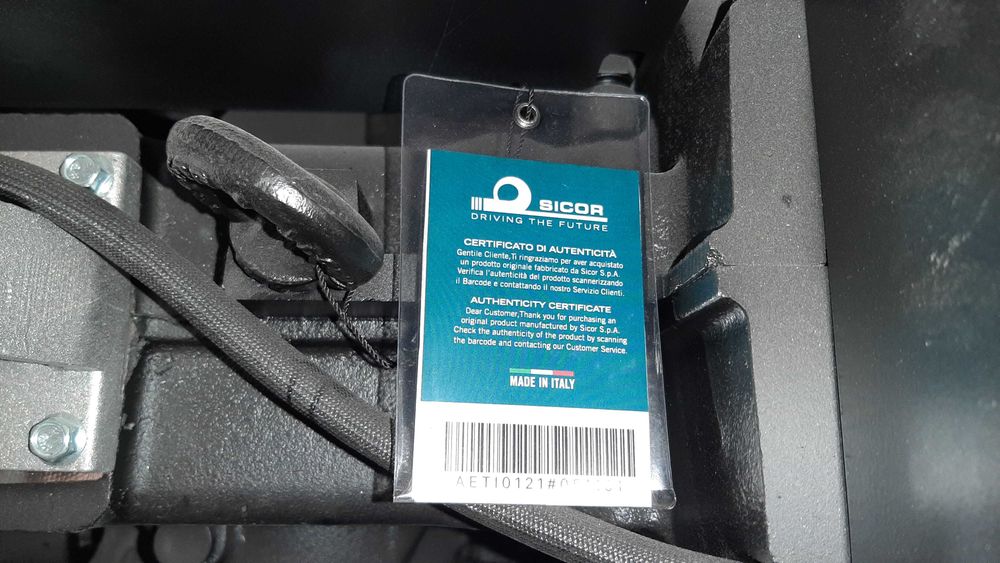 SICOR
DRIVING THE FUTURE
CERTIFICATO DI AUTENTICITÀ
Gentile Cliente,Ti ringraziamo per aver acquistato
un prodotto originale fabbricato da Sicor S.p.A.
Verifica l'autenticità del prodotto scannerizzando
il Barcode e contattando il nostro Servizio Clienti.
AUTHENTICITY CERTIFICATE
Dear Customer,Thank you for purchasing an
original product manufactured by Sicor S.p.A.
Check the authenticity of the product by scanning
the barcode and contacting our Customer Service.
MADE IN ITALY